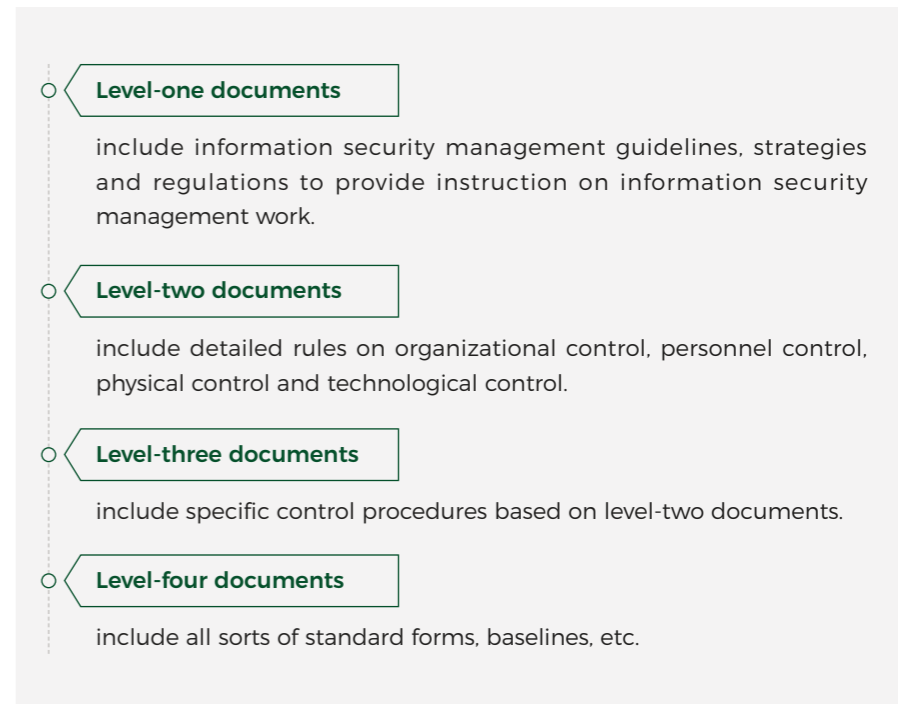 Level-one documents
include information security management guidelines, strategies
and regulations to provide instruction on information security
management work.
Level-two documents
include detailed rules on organizational control, personnel control,
physical control and technological control.
Level-three documents
include specific control procedures based on level-two documents.
Level-four documents
include all sorts of standard forms, baselines, etc.